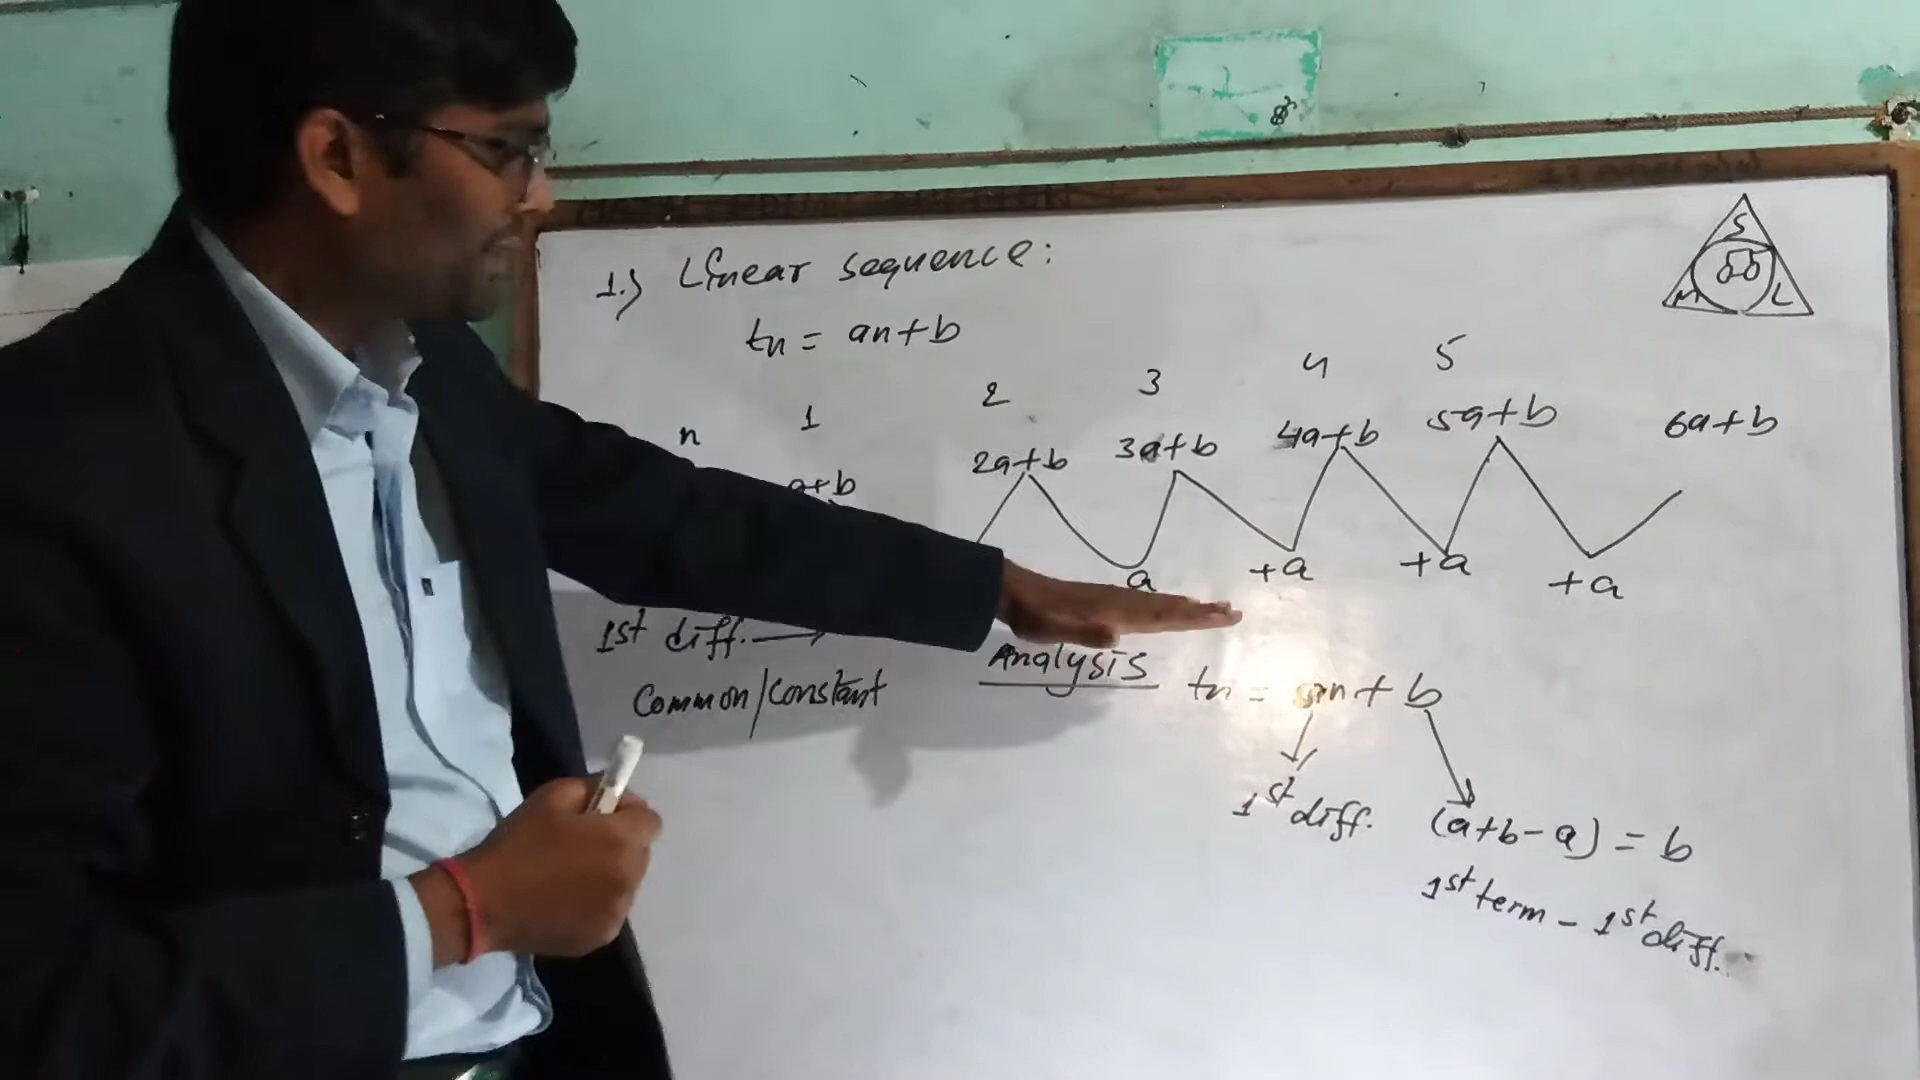 1.) Linear sequence:
tn = an+b
n 1 2 3 4 5
a+b 2a+b 3a+b 4a+b 5a+b 6a+b
a +a +a +a
1st diff. →
Common/constant
Analysis tn = an+b
1st diff. (a+b-a) = b
1st term - 1st diff.
S
M L